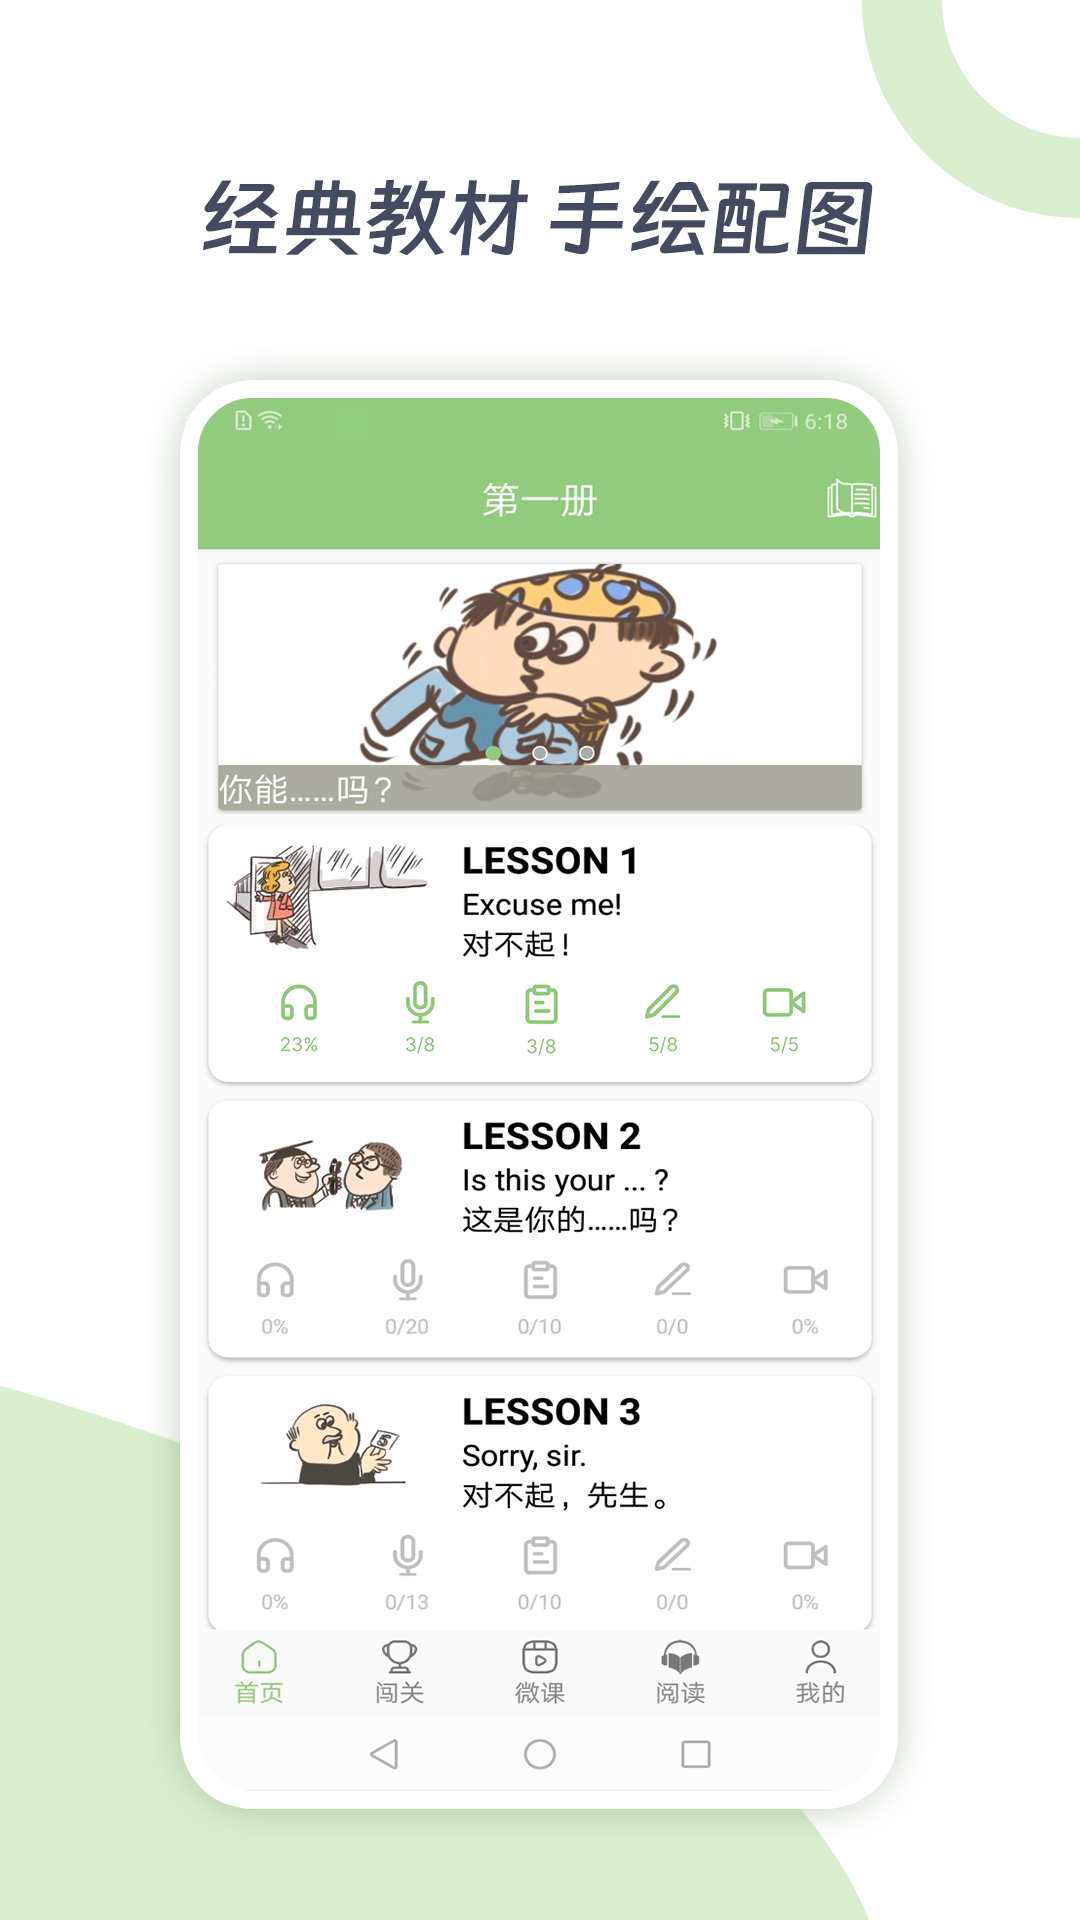 经典教材 手绘配图
6:18
第一册
你能……吗？
LESSON 1
Excuse me!
对不起！
23% 3/8 3/8 5/8 5/5
LESSON 2
Is this your ... ?
这是你的……吗？
0% 0/20 0/10 0/0 0%
5
LESSON 3
Sorry, sir.
对不起，先生。
0% 0/13 0/10 0/0 0%
首页 闯关 微课 阅读 我的